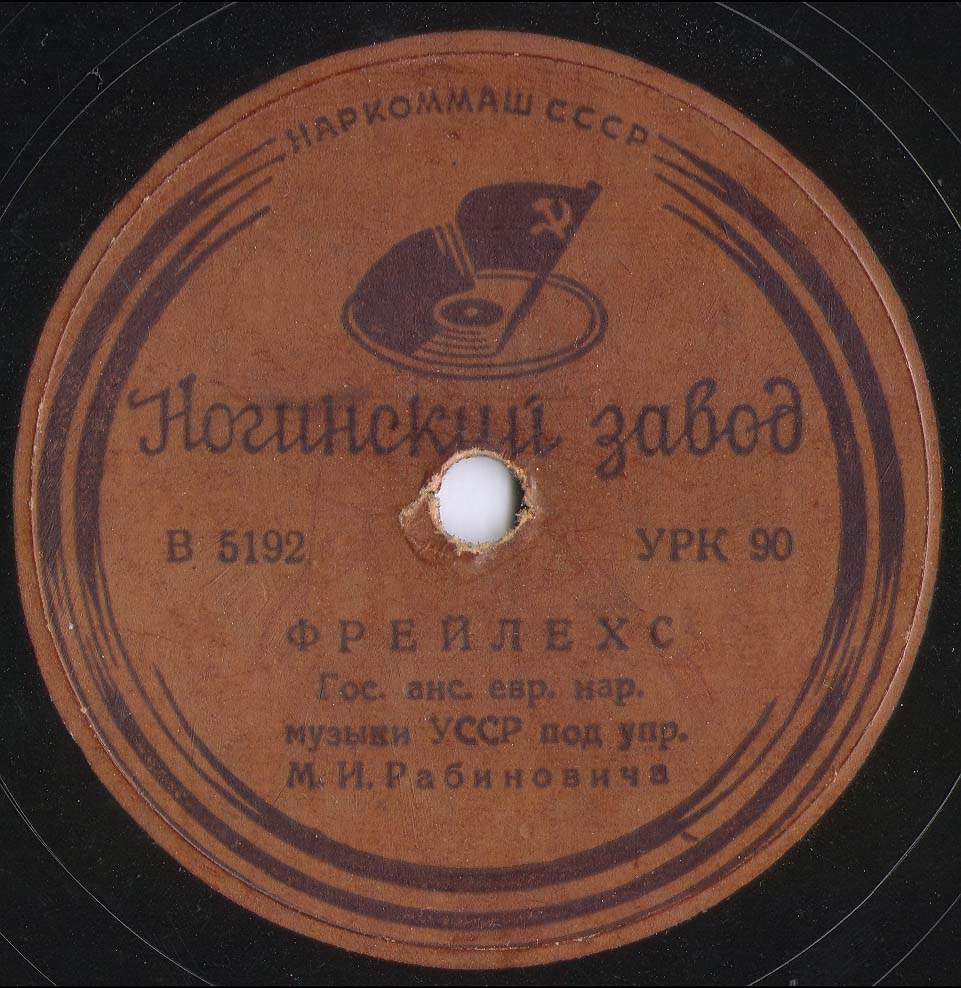 НАРКОММАШ СССР
Ногинский завод
В 5192 УРК 90
ФРЕЙЛЕХС
Гос. анс. евр. нар.
музыки УССР под упр.
М. И. Рабиновича